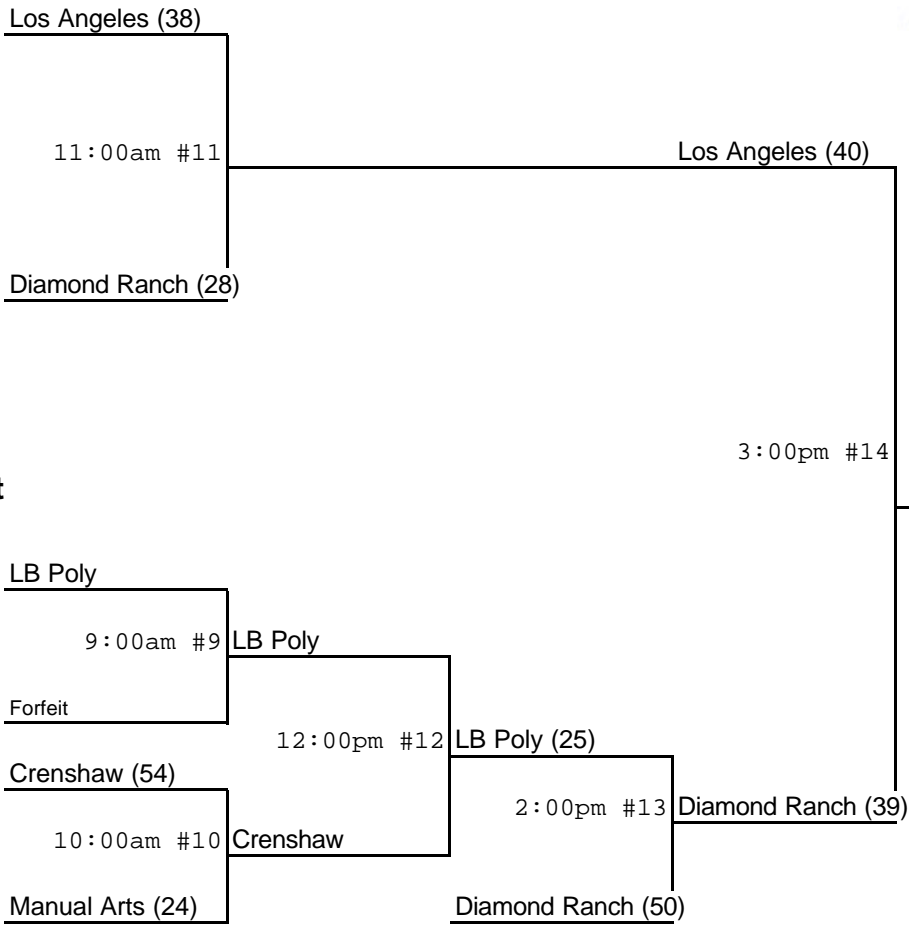 Los Angeles (38)
11:00am #11
Los Angeles (40)
Diamond Ranch (28)
3:00pm #14
t
LB Poly
9:00am #9
LB Poly
Forfeit
12:00pm #12
LB Poly (25)
Crenshaw (54)
2:00pm #13
Diamond Ranch (39)
10:00am #10
Crenshaw
Manual Arts (24)
Diamond Ranch (50)